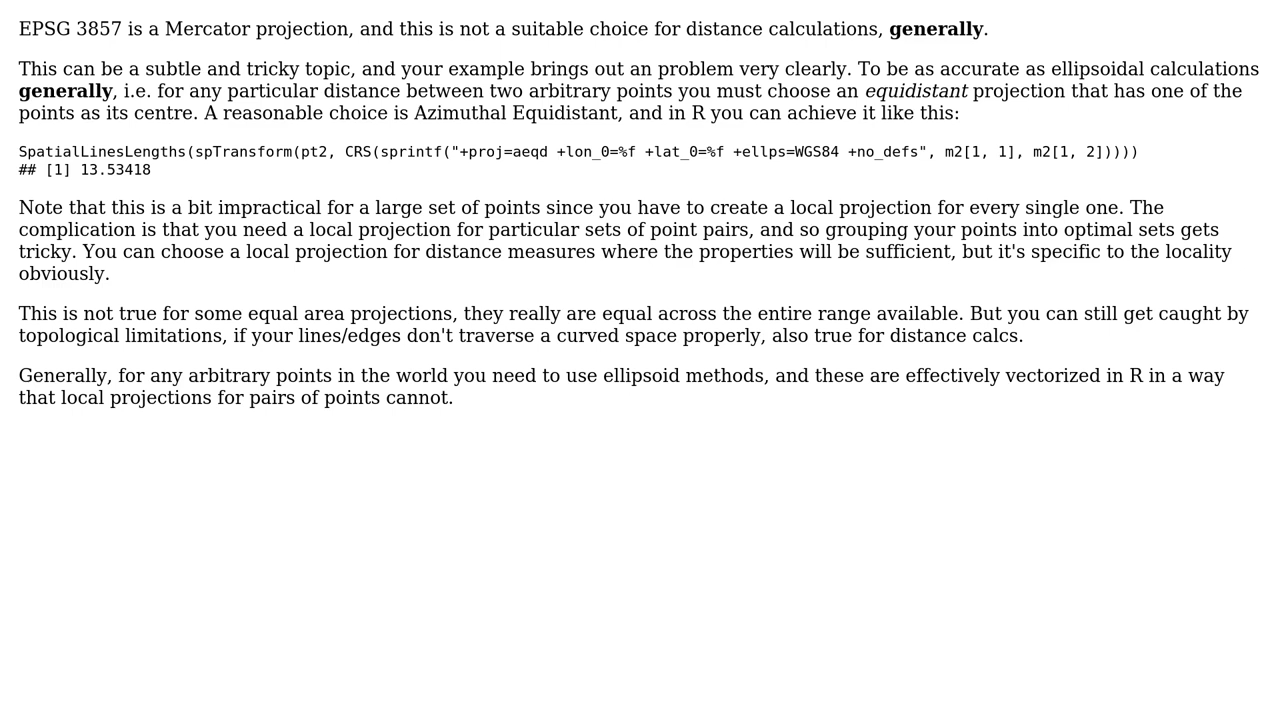 EPSG 3857 is a Mercator projection, and this is not a suitable choice for distance calculations, generally.
This can be a subtle and tricky topic, and your example brings out an problem very clearly. To be as accurate as ellipsoidal calculations
generally, i.e. for any particular distance between two arbitrary points you must choose an equidistant projection that has one of the
points as its centre. A reasonable choice is Azimuthal Equidistant, and in R you can achieve it like this:
SpatialLinesLengths(spTransform(pt2, CRS(sprintf("+proj=aeqd +lon_0=%f +lat_0=%f +ellps=WGS84 +no_defs", m2[1, 1], m2[1, 2]))))
## [1] 13.53418
Note that this is a bit impractical for a large set of points since you have to create a local projection for every single one. The
complication is that you need a local projection for particular sets of point pairs, and so grouping your points into optimal sets gets
tricky. You can choose a local projection for distance measures where the properties will be sufficient, but it's specific to the locality
obviously.
This is not true for some equal area projections, they really are equal across the entire range available. But you can still get caught by
topological limitations, if your lines/edges don't traverse a curved space properly, also true for distance calcs.
Generally, for any arbitrary points in the world you need to use ellipsoid methods, and these are effectively vectorized in R in a way
that local projections for pairs of points cannot.